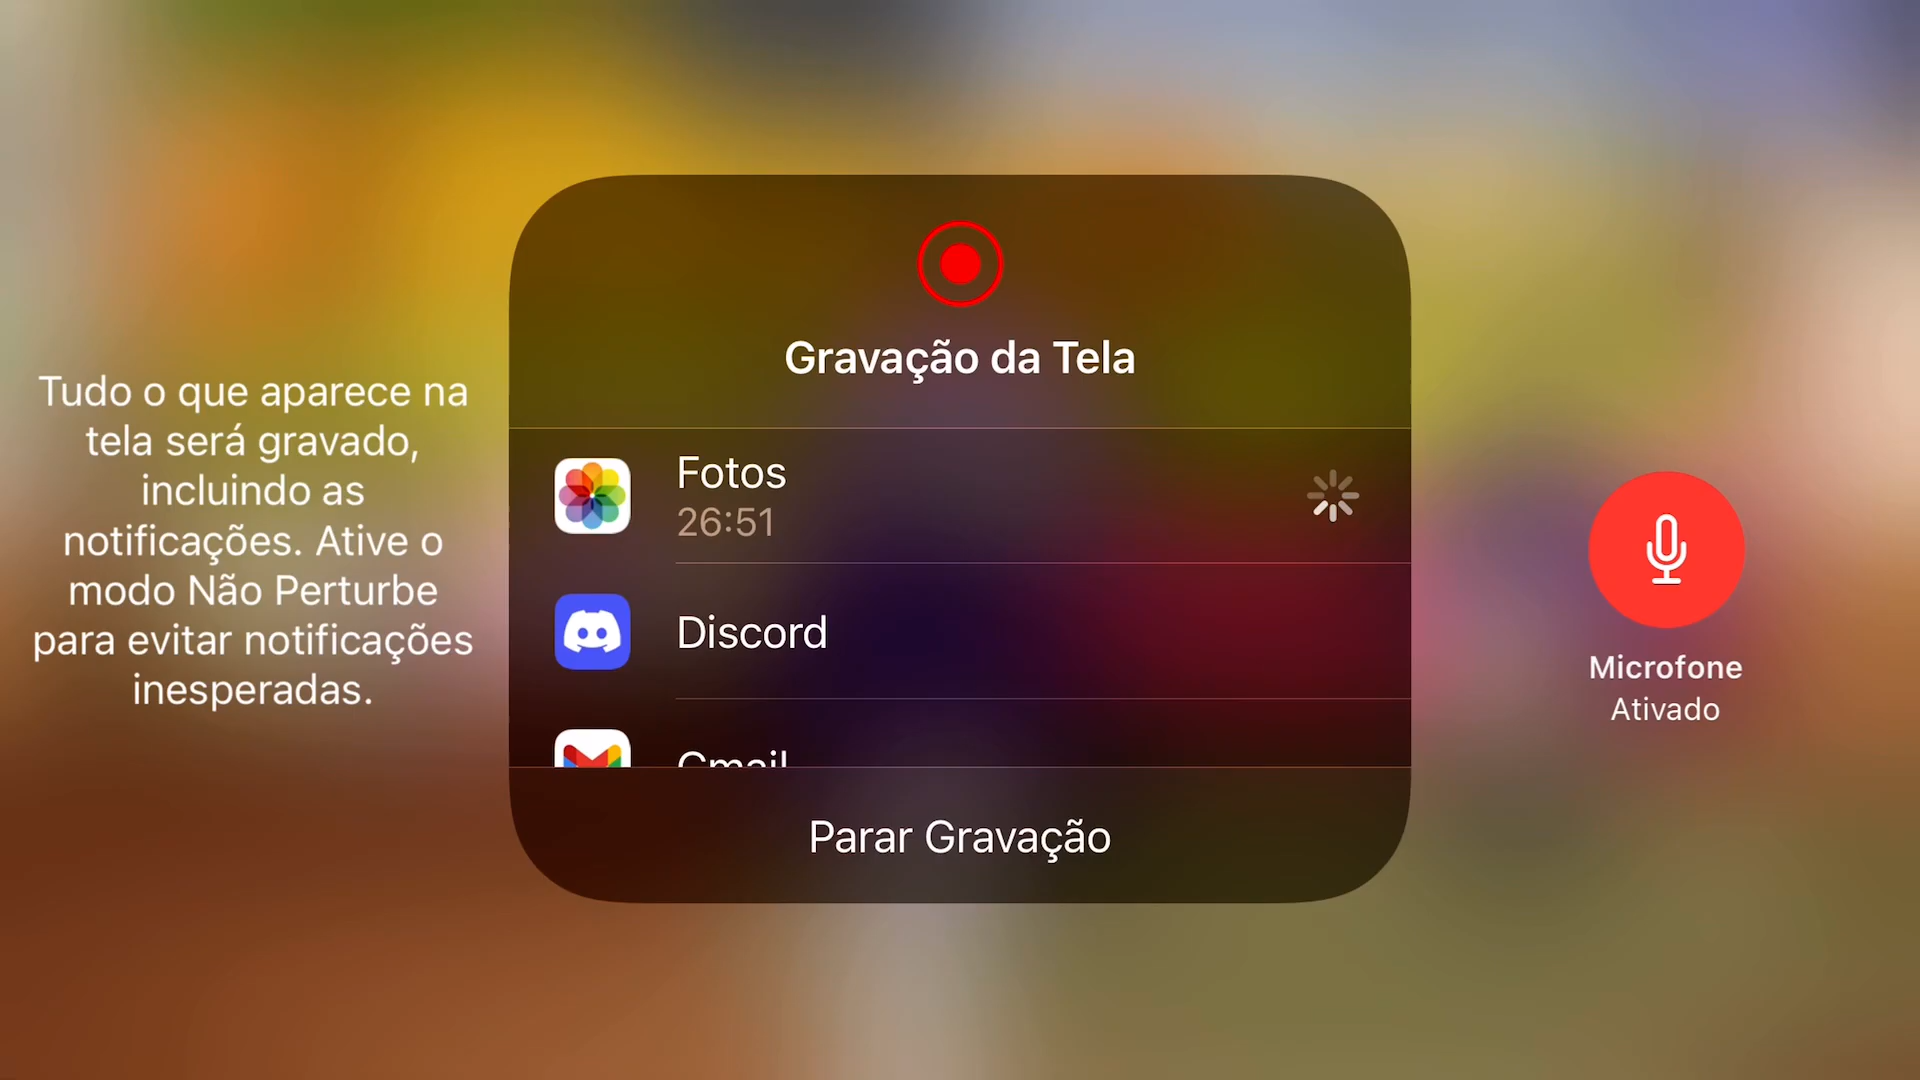 Tudo o que aparece na
tela será gravado,
incluindo as
notificações. Ative o
modo Não Perturbe
para evitar notificações
inesperadas.
Gravação da Tela
Fotos
26:51
Discord
Gmail
Parar Gravação
Microfone
Ativado